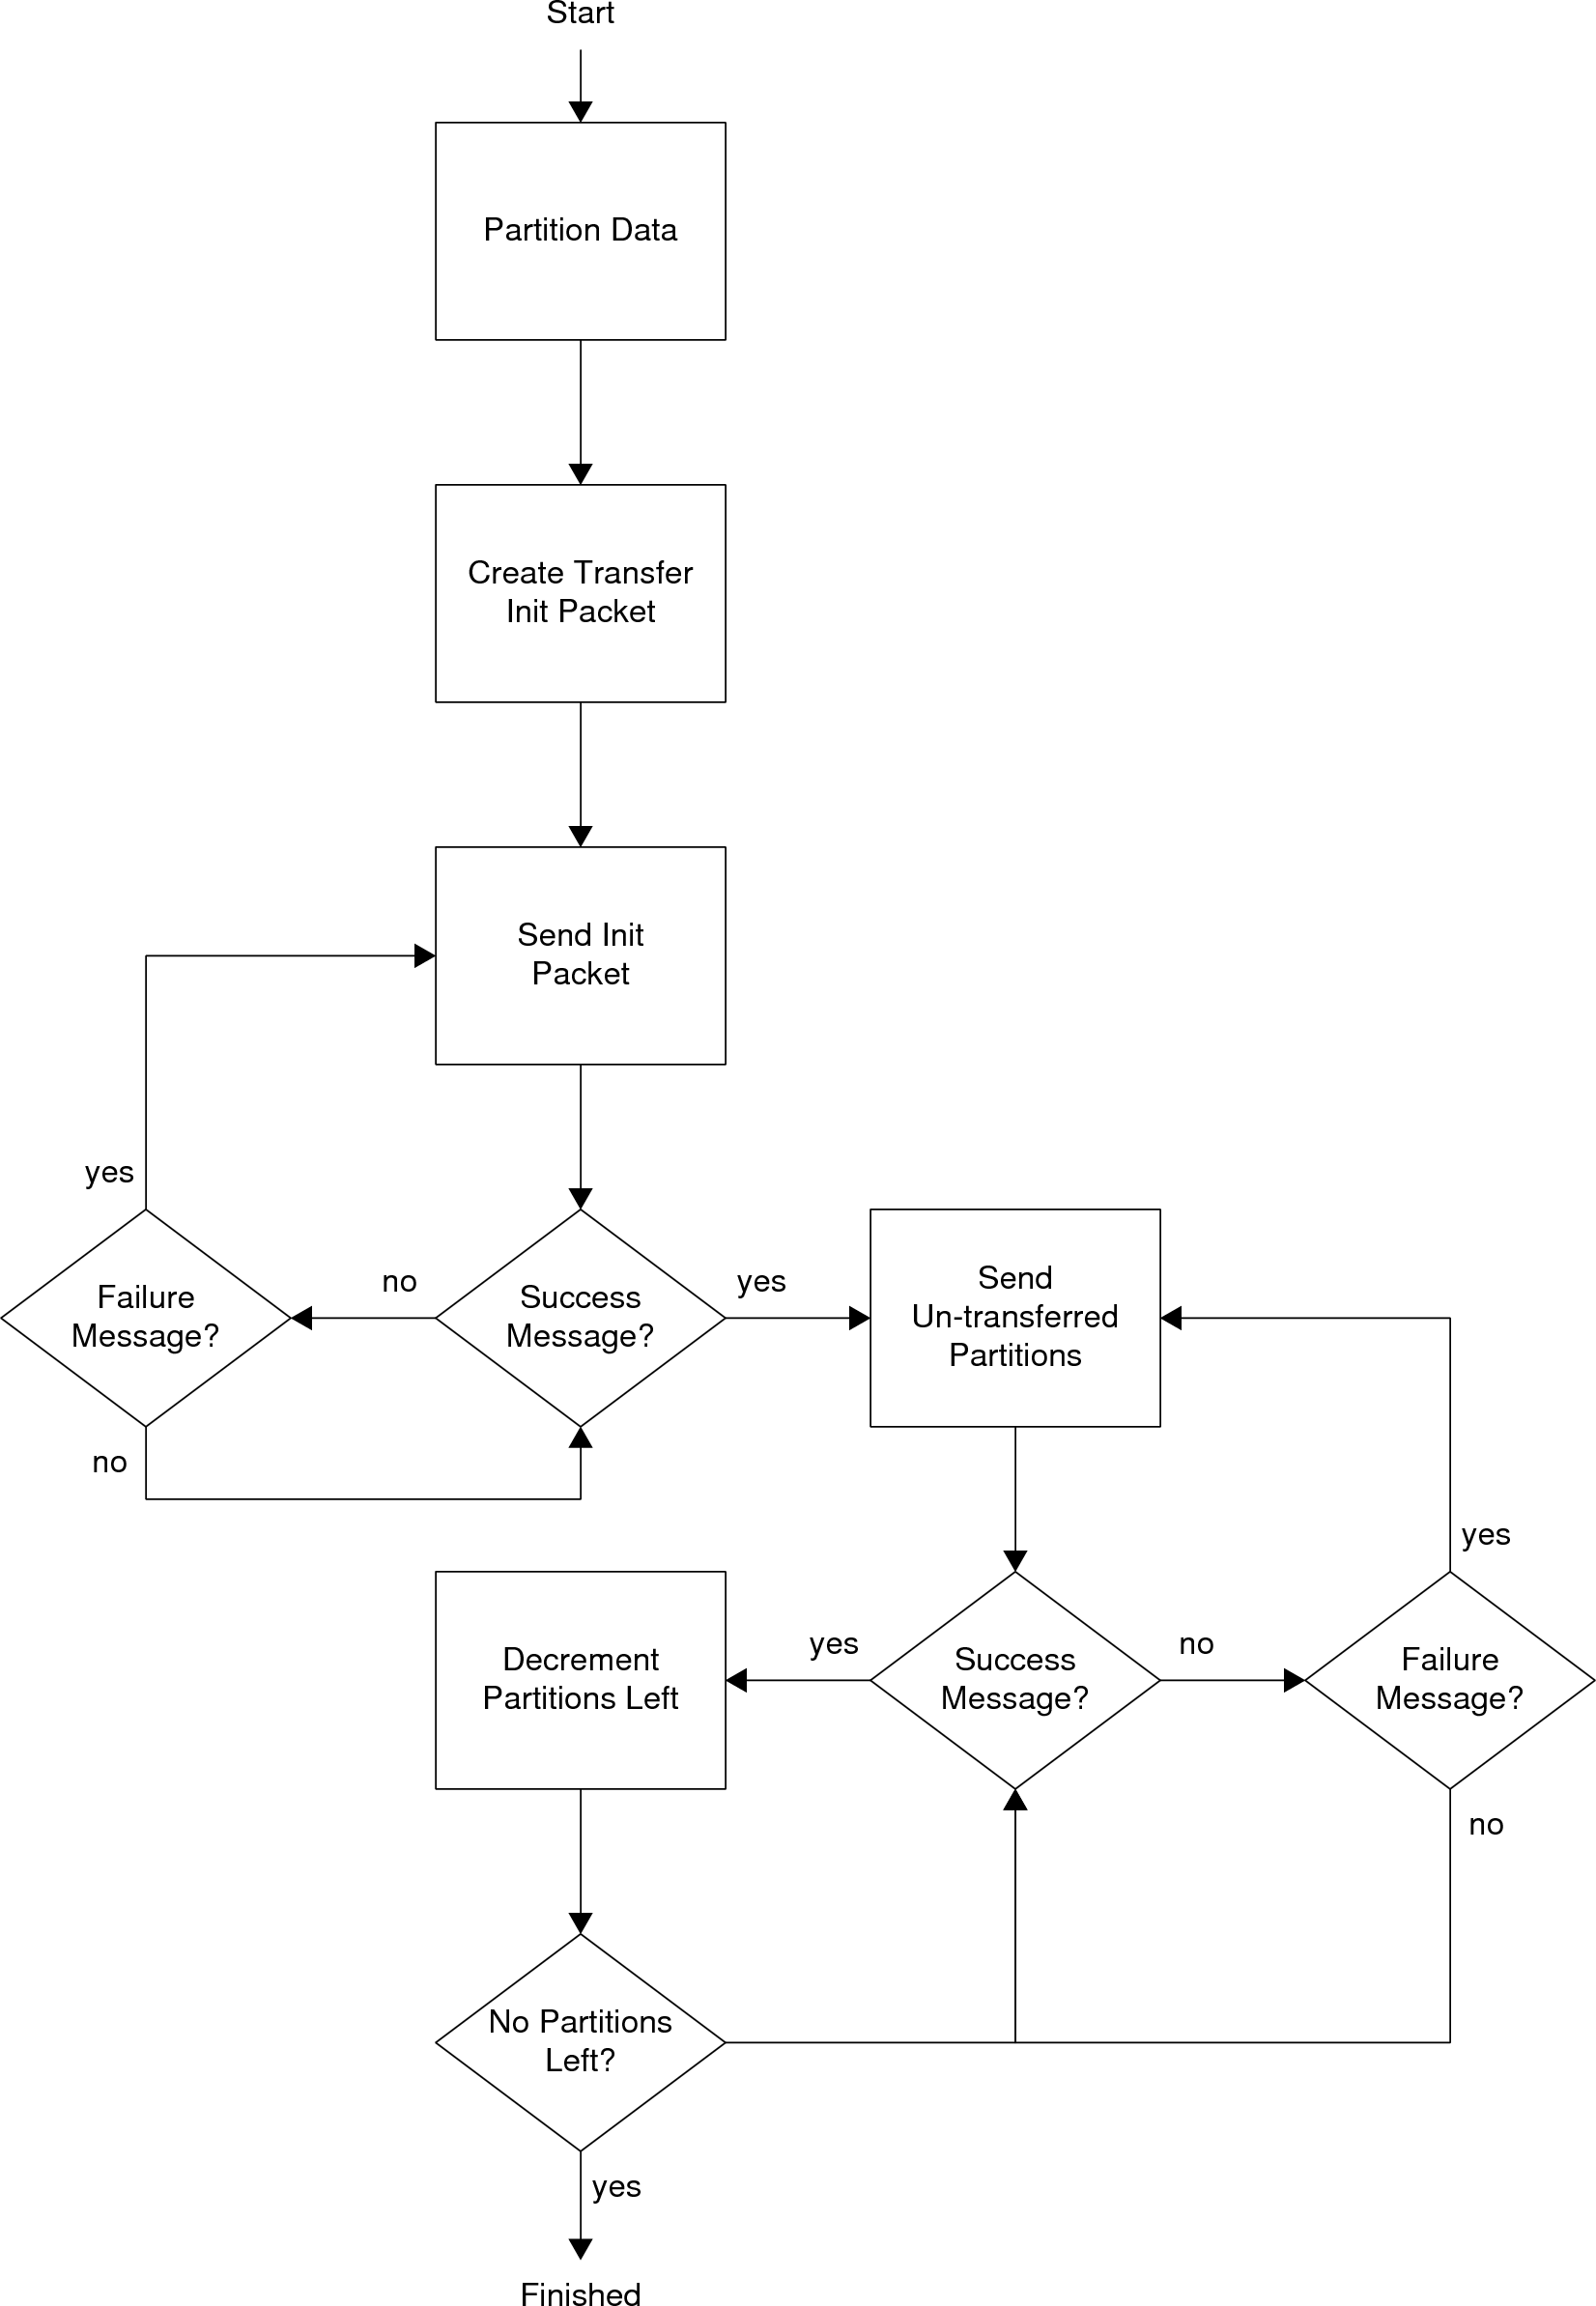 Start
Partition Data
Create Transfer
Init Packet
Send Init
Packet
yes
Failure
Message?
no
no
Success
Message?
yes
Send
Un-transferred
Partitions
Decrement
Partitions Left
yes
Success
Message?
no
yes
Failure
Message?
no
No Partitions
Left?
yes
Finished